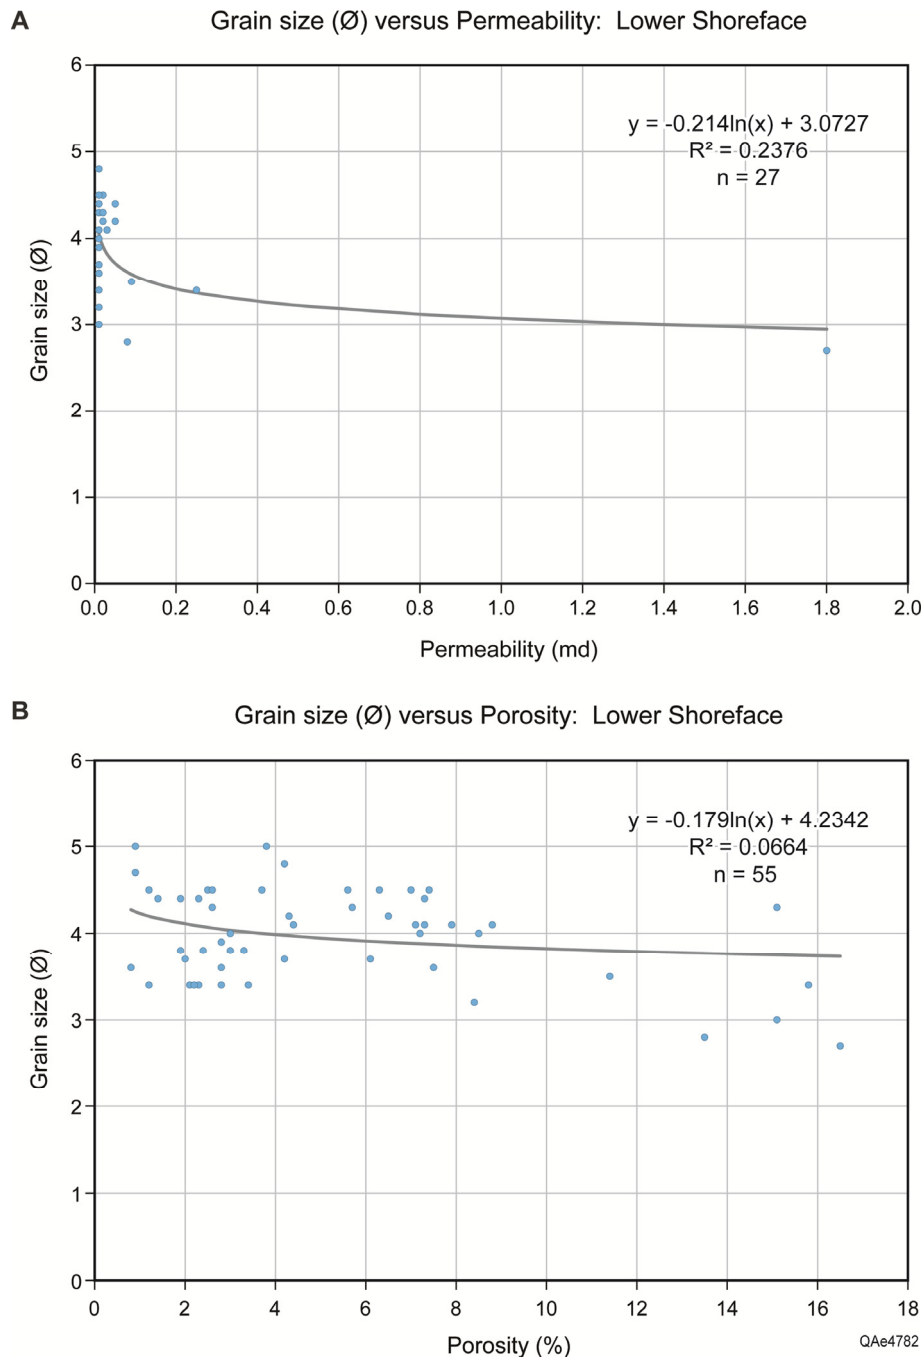 A
Grain size (Ø) versus Permeability: Lower Shoreface
y = -0.214ln(x) + 3.0727
R² = 0.2376
n = 27
Grain size (Ø)
6
5
4
3
2
1
0
0.0 0.2 0.4 0.6 0.8 1.0 1.2 1.4 1.6 1.8 2.0
Permeability (md)
B
Grain size (Ø) versus Porosity: Lower Shoreface
y = -0.179ln(x) + 4.2342
R² = 0.0664
n = 55
Grain size (Ø)
6
5
4
3
2
1
0
0 2 4 6 8 10 12 14 16 18
Porosity (%)
QAe4782